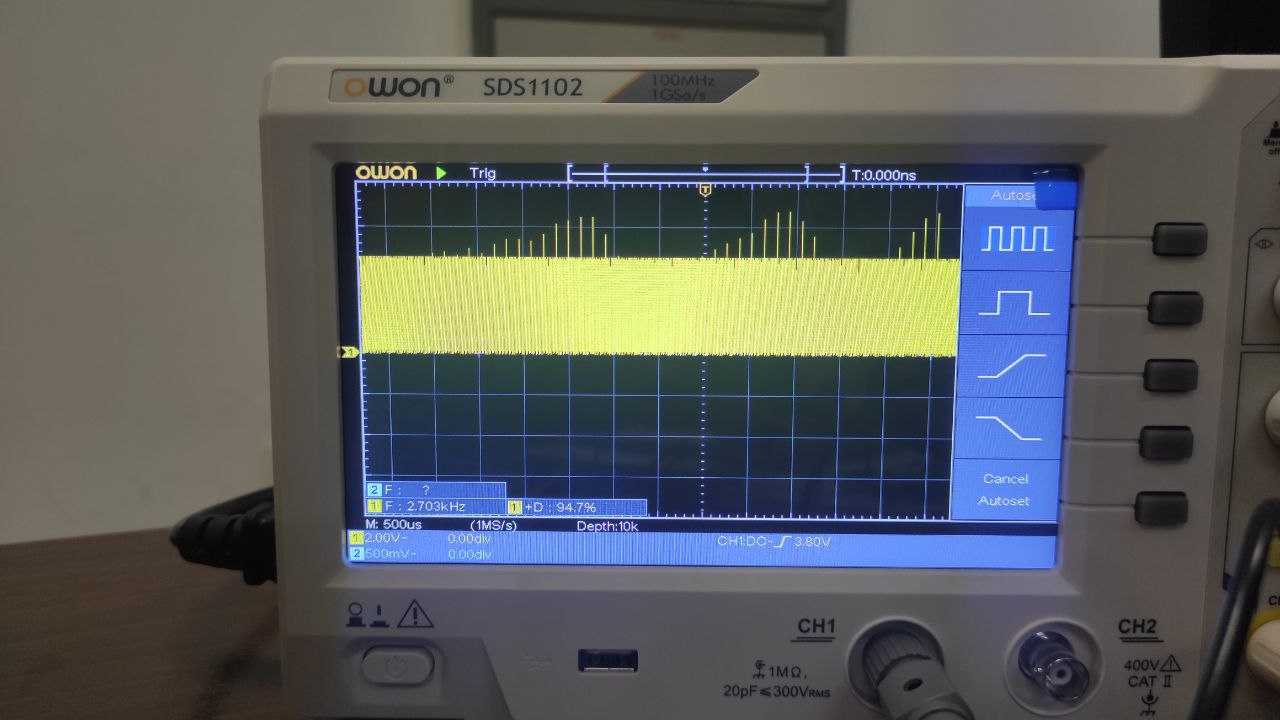 OWON® SDS1102 100MHz
1GSa/s
OWON Trig T:0.000ns
T
1
2 F : ?
1 F : 2.703kHz 1 +D : 94.7%
M: 500us (1MS/s) Depth:10k
1 2.00V⎓ 0.00div CH1:DC- 3.80V
2 500mV⎓ 0.00div
Cancel
Autoset
CH1
CH2
1MΩ,
20pF≤300VRMS
400V
CAT II